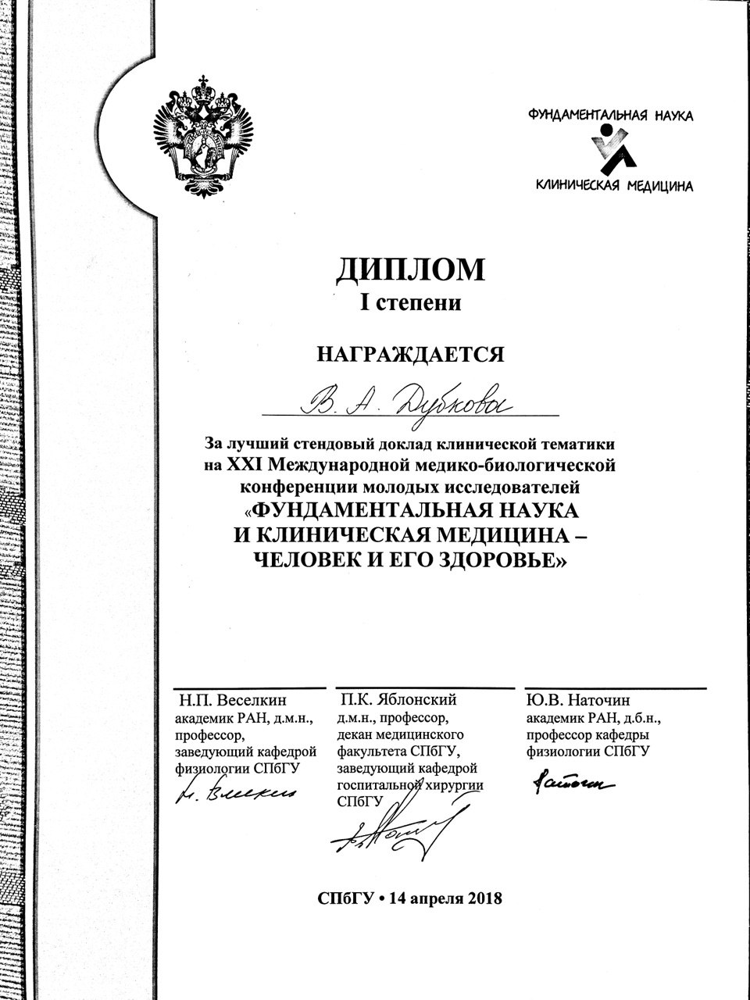 ФУНДАМЕНТАЛЬНАЯ НАУКА
КЛИНИЧЕСКАЯ МЕДИЦИНА
ДИПЛОМ
I степени
НАГРАЖДАЕТСЯ
В. А. Дубкова
За лучший стендовый доклад клинической тематики
на XXI Международной медико-биологической
конференции молодых исследователей
«ФУНДАМЕНТАЛЬНАЯ НАУКА
И КЛИНИЧЕСКАЯ МЕДИЦИНА –
ЧЕЛОВЕК И ЕГО ЗДОРОВЬЕ»
Н.П. Веселкин
академик РАН, д.м.н.,
профессор,
заведующий кафедрой
физиологии СПбГУ
П.К. Яблонский
д.м.н., профессор,
декан медицинского
факультета СПбГУ,
заведующий кафедрой
госпитальной хирургии
СПбГУ
Ю.В. Наточин
академик РАН, д.б.н.,
профессор кафедры
физиологии СПбГУ
СПбГУ • 14 апреля 2018